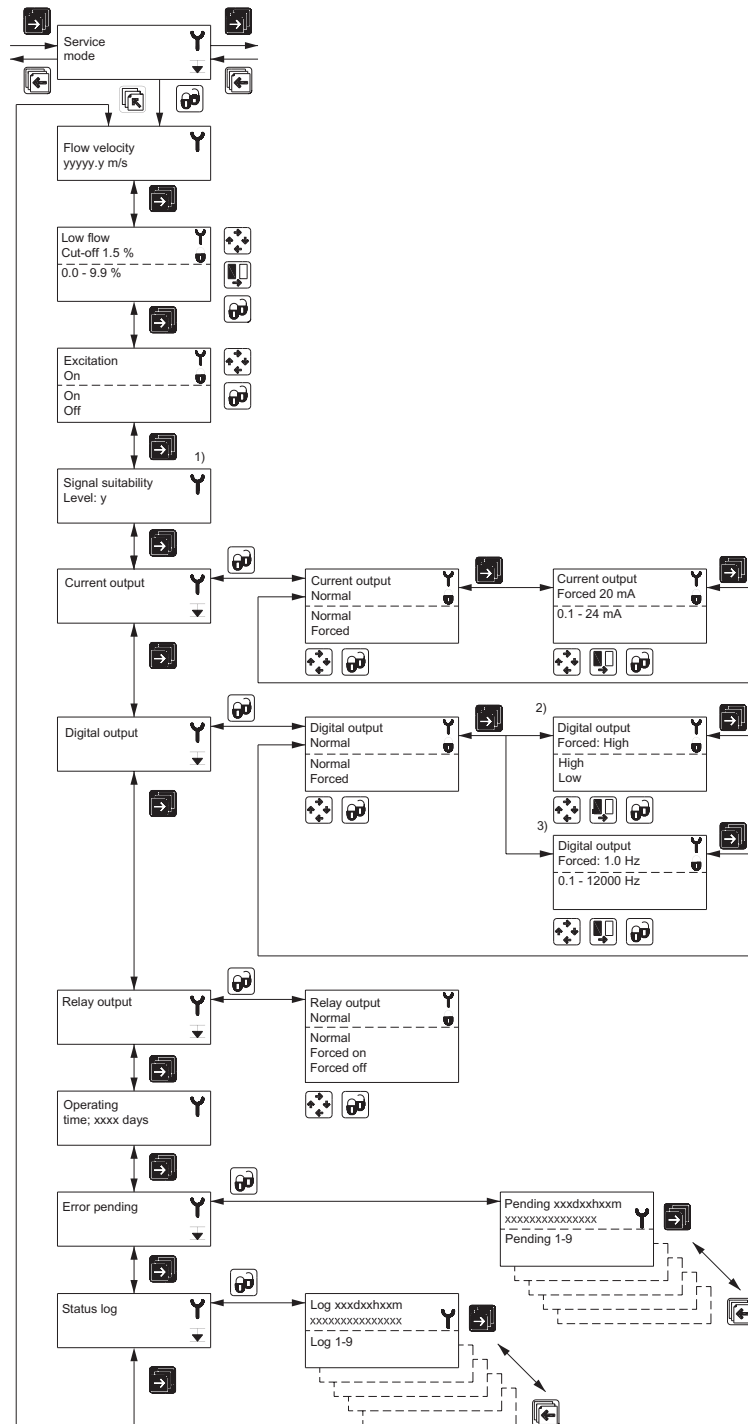 Service
mode
Flow velocity
yyyyy.y m/s
Low flow
Cut-off 1.5 %
0.0 - 9.9 %
Excitation
On
On
Off
1)
Signal suitability
Level: y
Current output
Current output
Normal
Normal
Forced
Current output
Forced 20 mA
0.1 - 24 mA
Digital output
Digital output
Normal
Normal
Forced
2)
Digital output
Forced: High
High
Low
3)
Digital output
Forced: 1.0 Hz
0.1 - 12000 Hz
Relay output
Relay output
Normal
Normal
Forced on
Forced off
Operating
time; xxxx days
Error pending
Pending xxxdxxhxxm
xxxxxxxxxxxxxxx
Pending 1-9
Status log
Log xxxdxxhxxm
xxxxxxxxxxxxxxx
Log 1-9